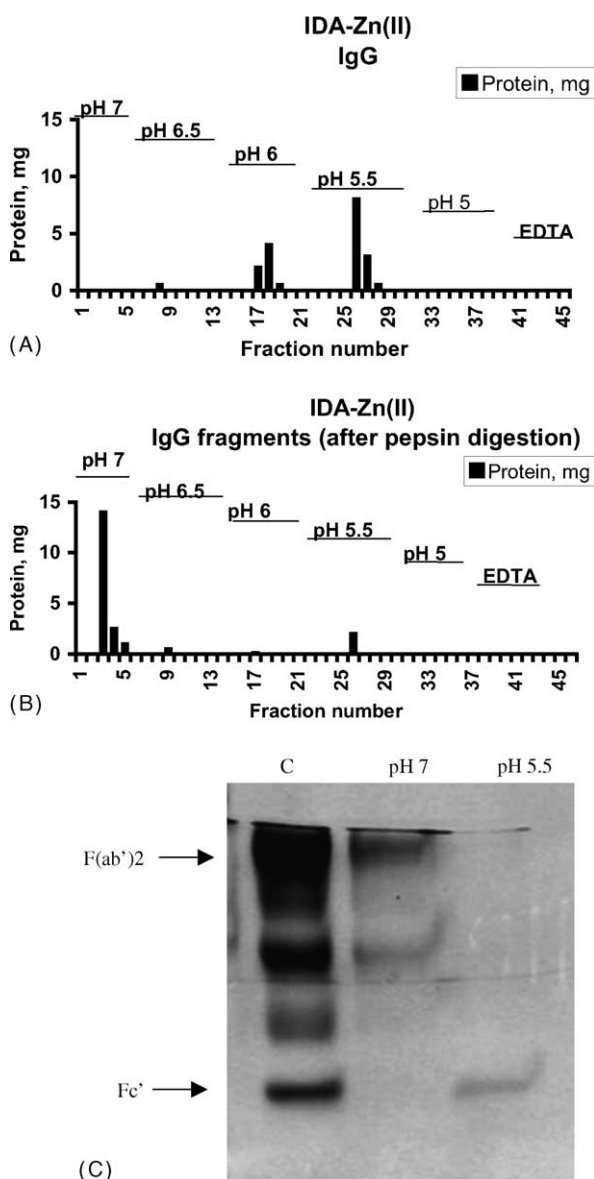 IDA-Zn(II)
IgG
Protein, mg
pH 7
pH 6.5
pH 6
pH 5.5
pH 5
EDTA
15
10
5
0
Protein, mg
1 5 9 13 17 21 25 29 33 37 41 45
Fraction number
(A)
IDA-Zn(II)
IgG fragments (after pepsin digestion)
Protein, mg
pH 7
pH 6.5
pH 6
pH 5.5
pH 5
EDTA
15
10
5
0
Protein, mg
1 5 9 13 17 21 25 29 33 37 41 45
Fraction number
(B)
C pH 7 pH 5.5
F(ab')2
Fc'
(C)